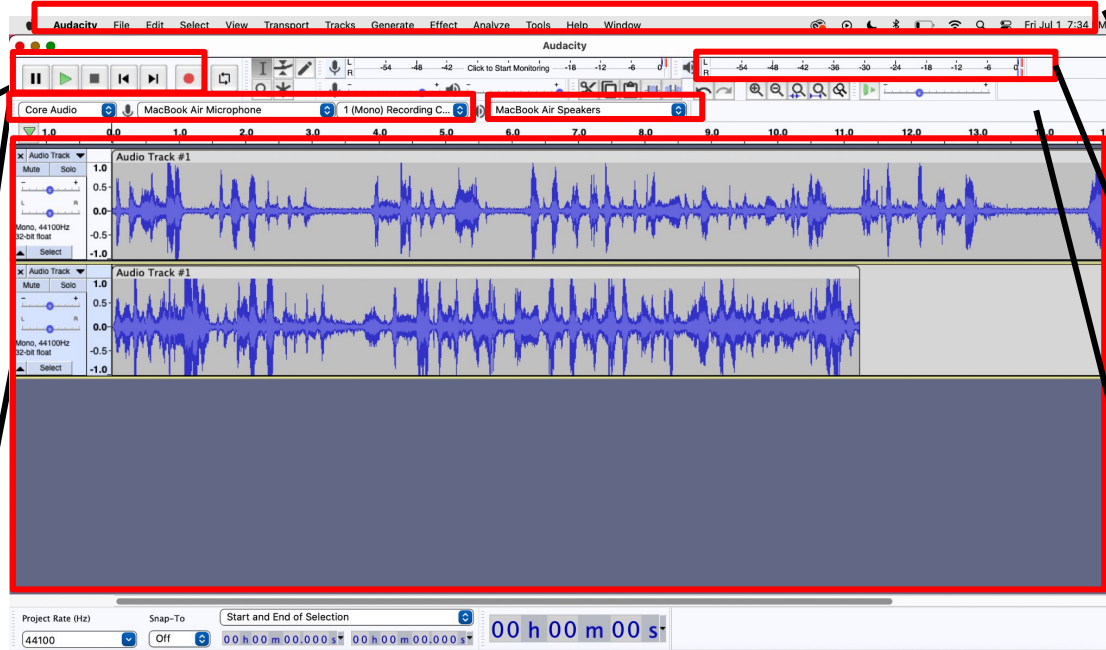 Audacity File Edit Select View Transport Tracks Generate Effect Analyze Tools Help Window Fri Jul 1 7:34
Audacity
L R -54 -48 -42 Click to Start Monitoring -18 -12 -6 0 L R -54 -48 -42 -36 -30 -24 -18 -12 -6 0
Core Audio MacBook Air Microphone 1 (Mono) Recording C... MacBook Air Speakers
1.0 0.0 1.0 2.0 3.0 4.0 5.0 6.0 7.0 8.0 9.0 10.0 11.0 12.0 13.0
Audio Track Audio Track #1
Mute Solo 1.0
- + 0.5
L R 0.0
Mono, 44100Hz
32-bit float -0.5
Select -1.0
Audio Track Audio Track #1
Mute Solo 1.0
- + 0.5
L R 0.0
Mono, 44100Hz
32-bit float -0.5
Select -1.0
Project Rate (Hz) Snap-To Start and End of Selection
44100 Off 00 h 00 m 00.000 s 00 h 00 m 00.000 s 00 h 00 m 00 s